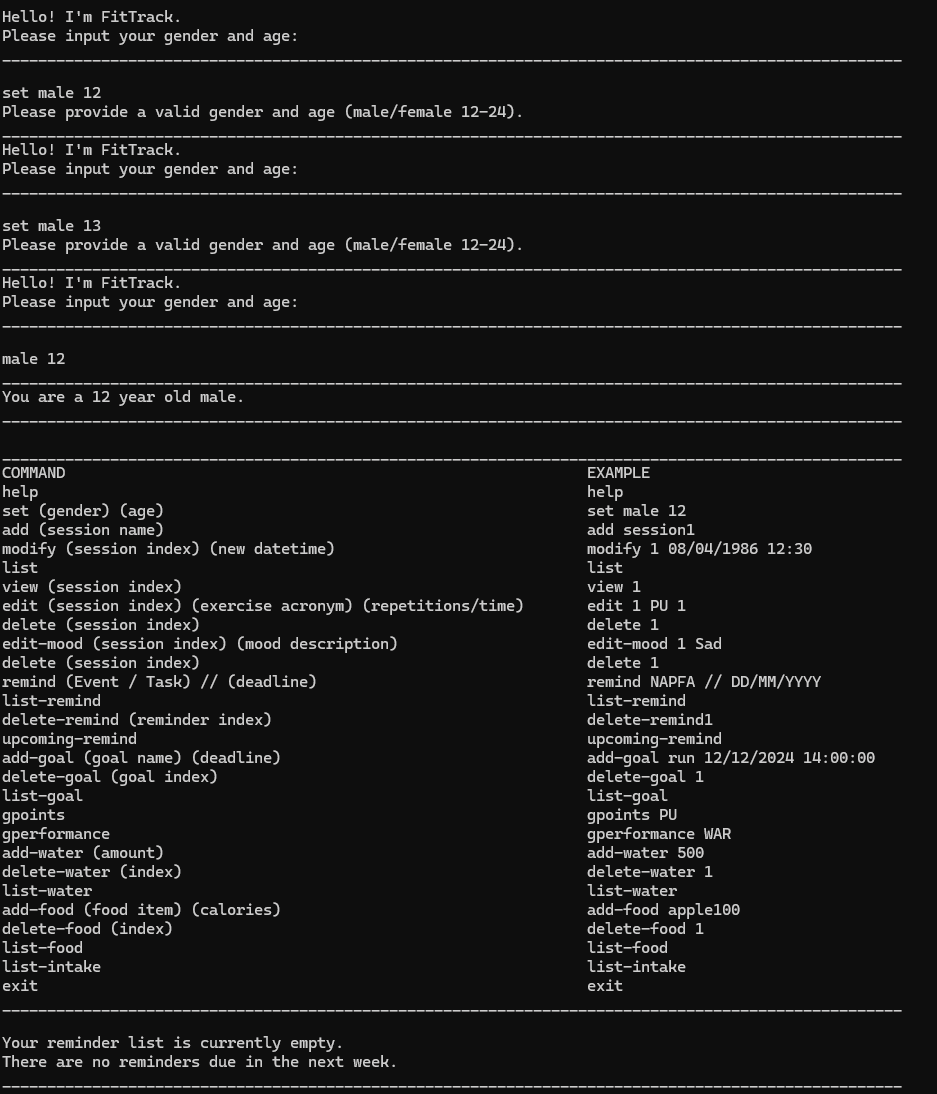 Hello! I'm FitTrack.
Please input your gender and age:
____________________________________________________________________________________________________
set male 12
Please provide a valid gender and age (male/female 12-24).
____________________________________________________________________________________________________
Hello! I'm FitTrack.
Please input your gender and age:
____________________________________________________________________________________________________
set male 13
Please provide a valid gender and age (male/female 12-24).
____________________________________________________________________________________________________
Hello! I'm FitTrack.
Please input your gender and age:
____________________________________________________________________________________________________
male 12
____________________________________________________________________________________________________
You are a 12 year old male.
____________________________________________________________________________________________________
____________________________________________________________________________________________________
COMMAND EXAMPLE
help help
set (gender) (age) set male 12
add (session name) add session1
modify (session index) (new datetime) modify 1 08/04/1986 12:30
list list
view (session index) view 1
edit (session index) (exercise acronym) (repetitions/time) edit 1 PU 1
delete (session index) delete 1
edit-mood (session index) (mood description) edit-mood 1 Sad
delete (session index) delete 1
remind (Event / Task) // (deadline) remind NAPFA // DD/MM/YYYY
list-remind list-remind
delete-remind (reminder index) delete-remind1
upcoming-remind upcoming-remind
add-goal (goal name) (deadline) add-goal run 12/12/2024 14:00:00
delete-goal (goal index) delete-goal 1
list-goal list-goal
gpoints gpoints PU
gperformance gperformance WAR
add-water (amount) add-water 500
delete-water (index) delete-water 1
list-water list-water
add-food (food item) (calories) add-food apple100
delete-food (index) delete-food 1
list-food list-food
list-intake list-intake
exit exit
____________________________________________________________________________________________________
Your reminder list is currently empty.
There are no reminders due in the next week.
____________________________________________________________________________________________________